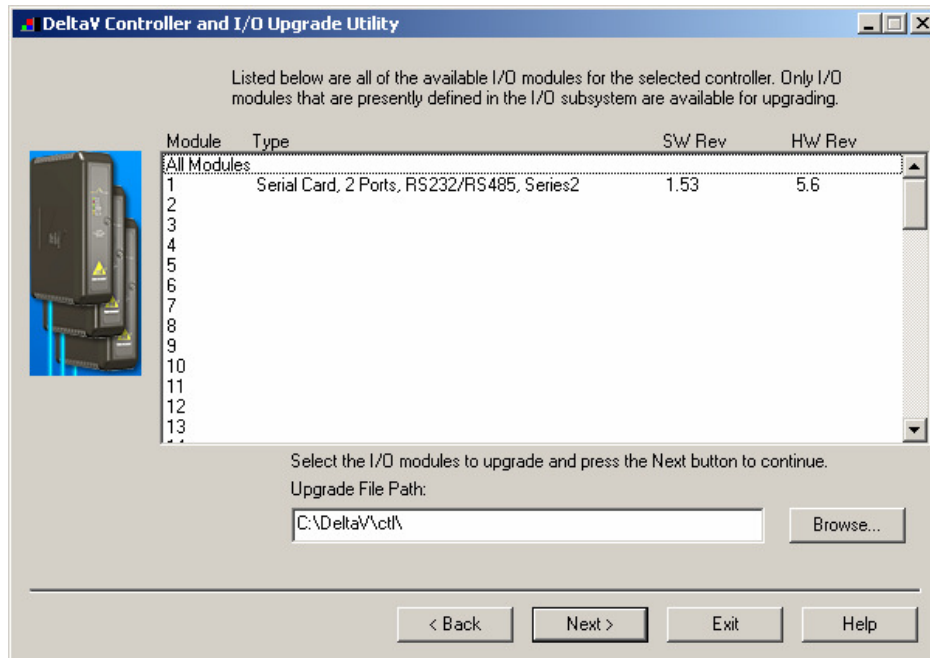 DeltaV Controller and I/O Upgrade Utility
Listed below are all of the available I/O modules for the selected controller. Only I/O
modules that are presently defined in the I/O subsystem are available for upgrading.
Module Type SW Rev HW Rev
All Modules
1 Serial Card, 2 Ports, RS232/RS485, Series2 1.53 5.6
2
3
4
5
6
7
8
9
10
11
12
13
Select the I/O modules to upgrade and press the Next button to continue.
Upgrade File Path:
C:\DeltaV\ctl\
Browse...
< Back
Next >
Exit
Help